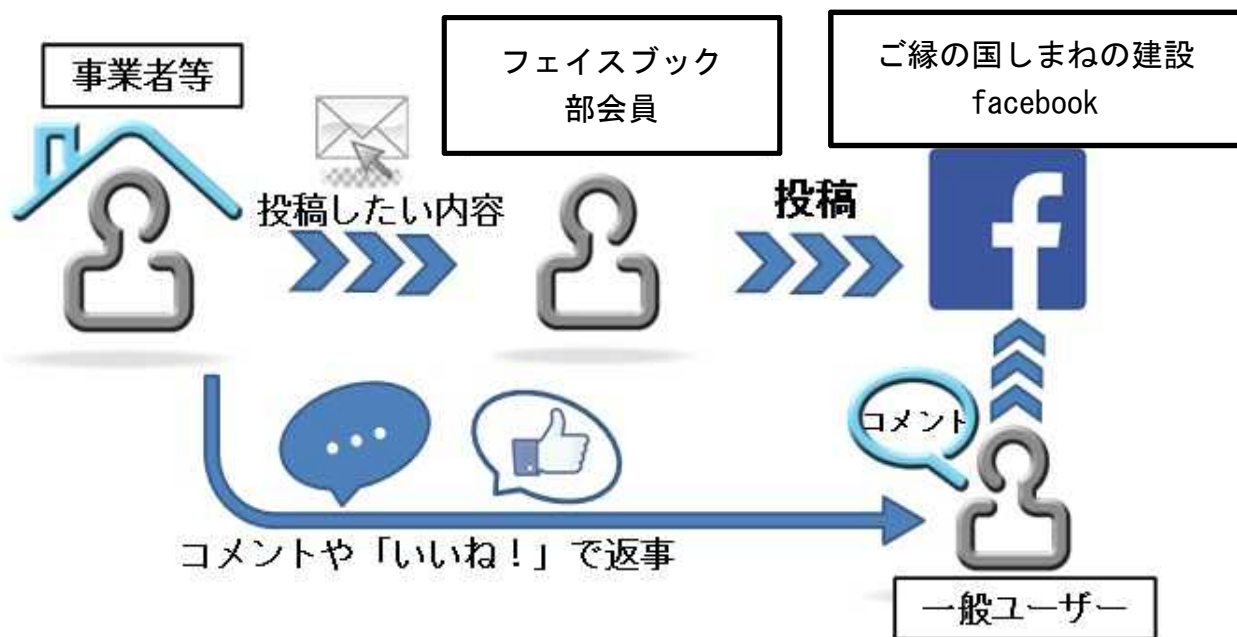 事業者等
フェイスブック
部会員
ご縁の国しまねの建設
facebook
投稿したい内容
投稿
f
コメント
コメントや「いいね！」で返事
一般ユーザー